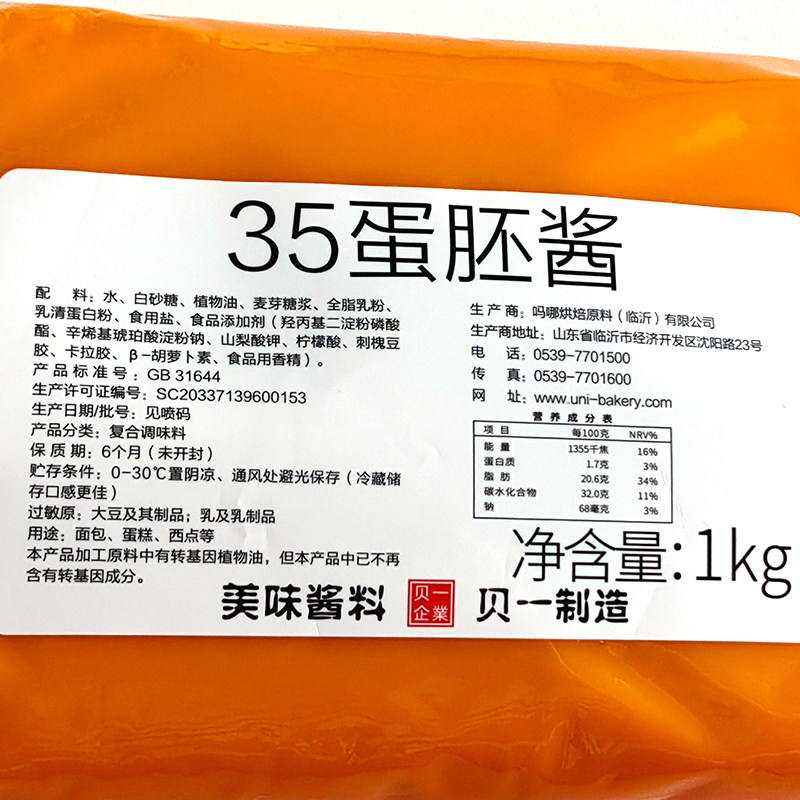 35蛋胚酱
配　料：水、白砂糖、植物油、麦芽糖浆、全脂乳粉、
乳清蛋白粉、食用盐、食品添加剂（羟丙基二淀粉磷酸
酯、辛烯基琥珀酸淀粉钠、山梨酸钾、柠檬酸、刺槐豆
胶、卡拉胶、β-胡萝卜素、食品用香精）。
产品标准号：GB 31644
生产许可证编号：SC20337139600153
生产日期/批号：见喷码
产品分类：复合调味料
保质期：6个月（未开封）
贮存条件：0-30℃置阴凉、通风处避光保存（冷藏储
存口感更佳）
过敏原：大豆及其制品；乳及乳制品
用途：面包、蛋糕、西点等
本产品加工原料中有转基因植物油，但本产品中已不再
含有转基因成分。
生产商：吗哪烘焙原料（临沂）有限公司
生产商地址：山东省临沂市经济开发区沈阳路23号
电　话：0539-7701500
传　真：0539-7701600
网　址：www.uni-bakery.com
营养成分表
项目 每100克 NRV%
能量 1355千焦 16%
蛋白质 1.7克 3%
脂肪 20.6克 34%
碳水化合物 32.0克 11%
钠 68毫克 3%
净含量:1kg
美味酱料 贝一企業 贝一制造